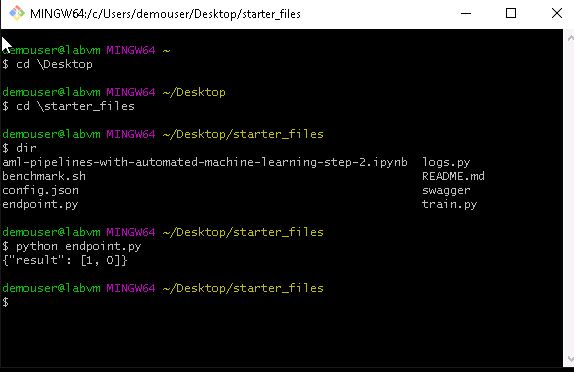 MINGW64:/c/Users/demouser/Desktop/starter_files
demouser@labvm MINGW64 ~
$ cd \Desktop
demouser@labvm MINGW64 ~/Desktop
$ cd \starter_files
demouser@labvm MINGW64 ~/Desktop/starter_files
$ dir
aml-pipelines-with-automated-machine-learning-step-2.ipynb  logs.py
benchmark.sh  README.md
config.json  swagger
endpoint.py  train.py
demouser@labvm MINGW64 ~/Desktop/starter_files
$ python endpoint.py
{"result": [1, 0]}
demouser@labvm MINGW64 ~/Desktop/starter_files
$